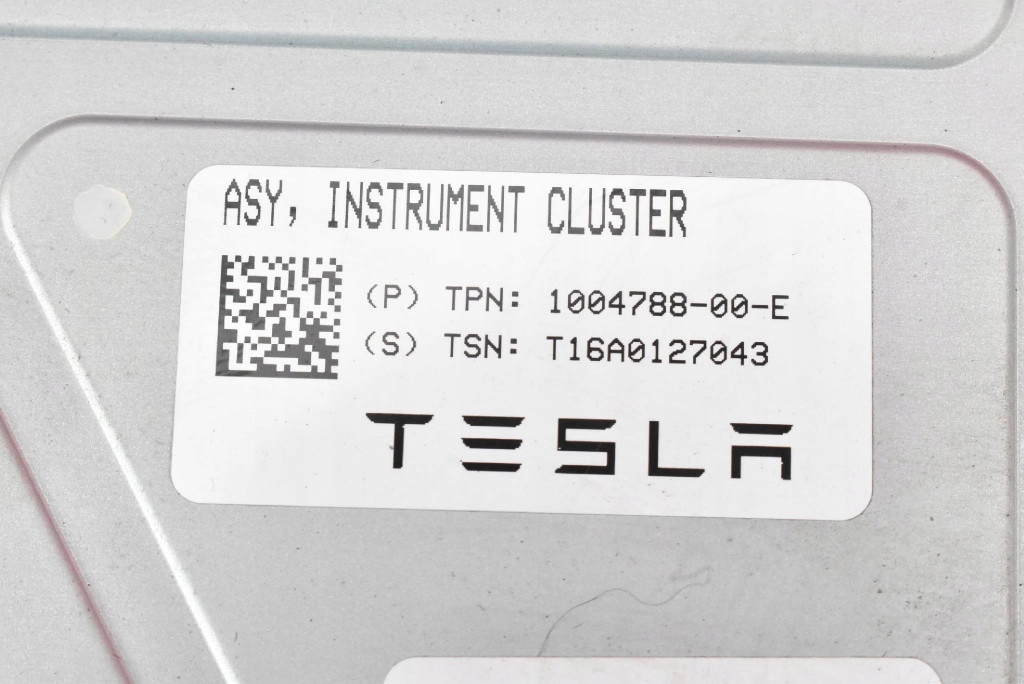 ASY, INSTRUMENT CLUSTER
(P) TPN: 1004788-00-E
(S) TSN: T16A0127043
TESLA